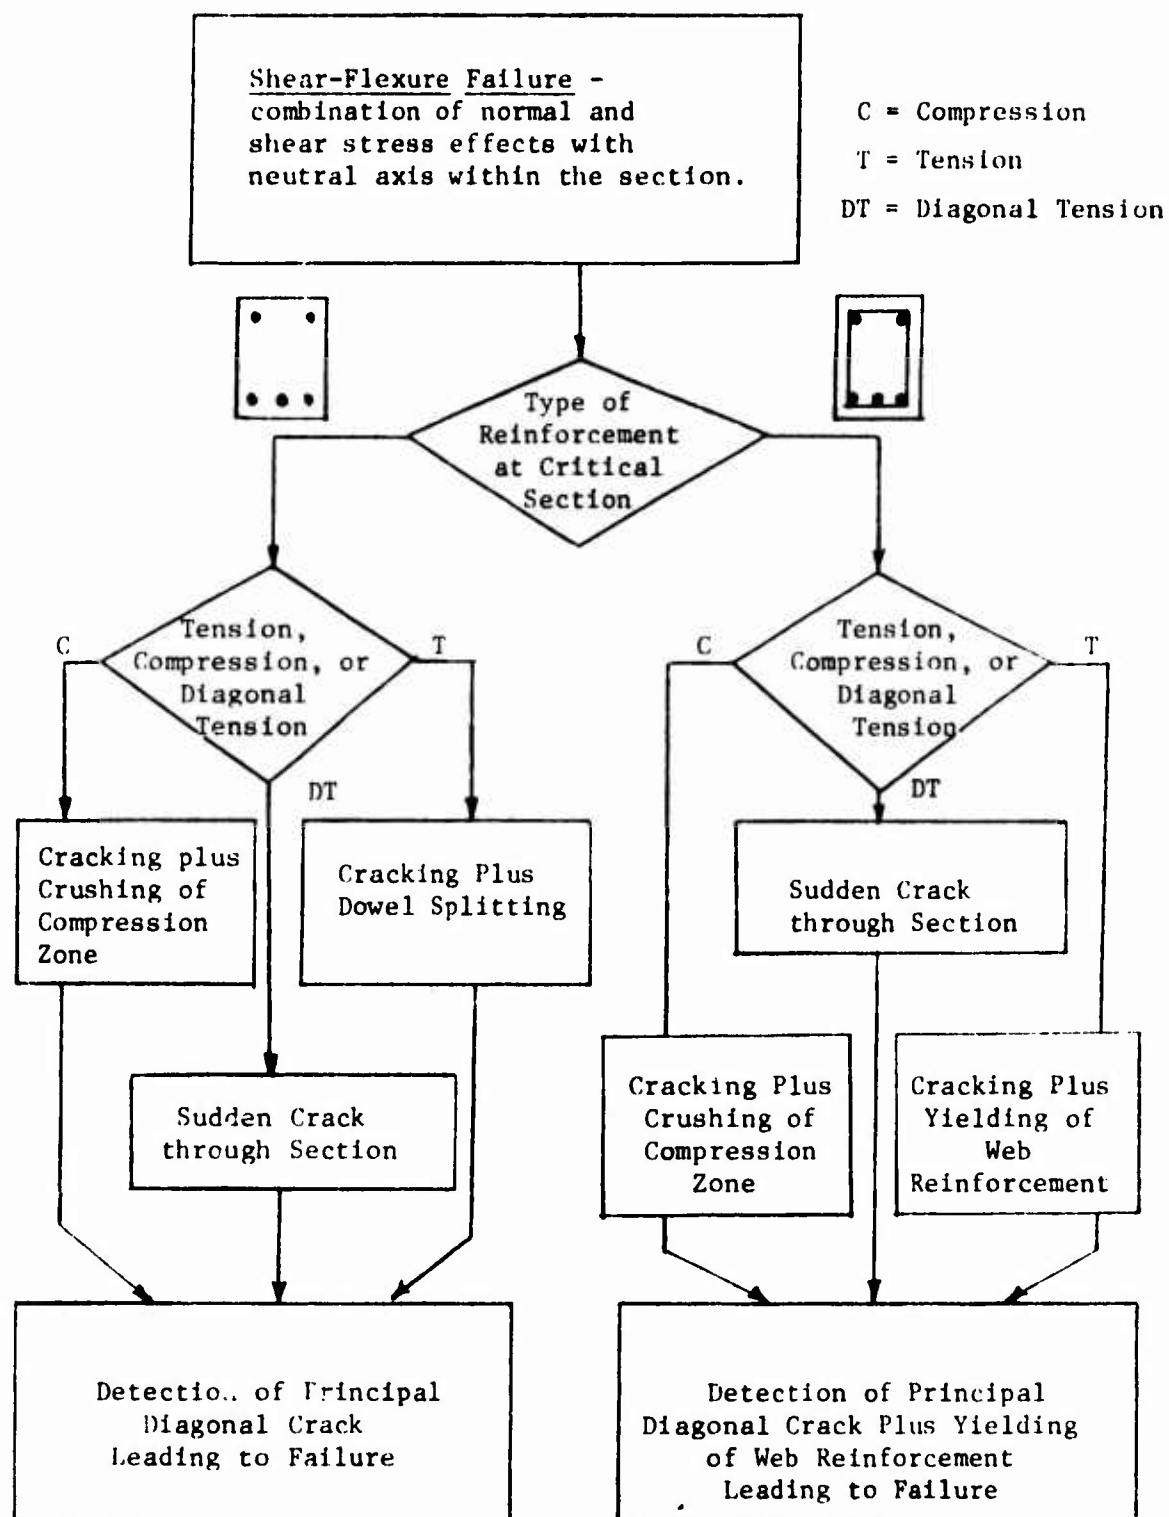 Shear-Flexure Failure -
combination of normal and
shear stress effects with
neutral axis within the section.
C = Compression
T = Tension
DT = Diagonal Tension
Type of
Reinforcement
at Critical
Section
Tension,
Compression, or
Diagonal
Tension
C
T
DT
Tension,
Compression, or
Diagonal
Tension
C
T
DT
Cracking plus
Crushing of
Compression
Zone
Cracking Plus
Dowel Splitting
Sudden Crack
through Section
Sudden Crack
through Section
Cracking Plus
Crushing of
Compression
Zone
Cracking Plus
Yielding of
Web
Reinforcement
Detection of Principal
Diagonal Crack
Leading to Failure
Detection of Principal
Diagonal Crack Plus Yielding
of Web Reinforcement
Leading to Failure